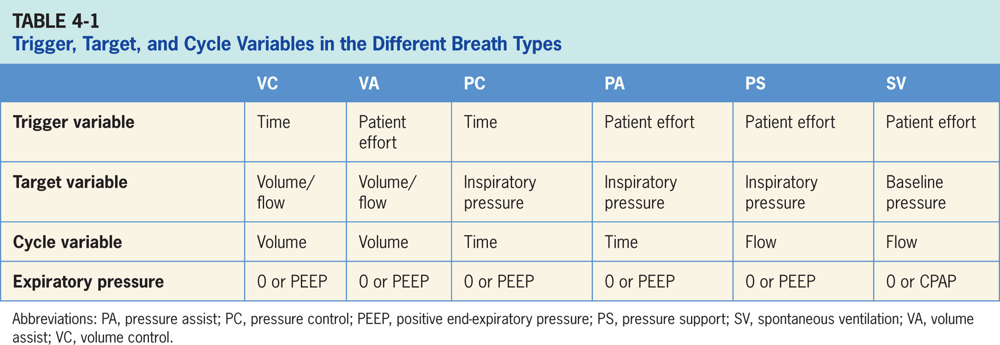 TABLE 4-1
Trigger, Target, and Cycle Variables in the Different Breath Types
VC VA PC PA PS SV
Trigger variable Time Patient effort Time Patient effort Patient effort Patient effort
Target variable Volume/flow Volume/flow Inspiratory pressure Inspiratory pressure Inspiratory pressure Baseline pressure
Cycle variable Volume Volume Time Time Flow Flow
Expiratory pressure 0 or PEEP 0 or PEEP 0 or PEEP 0 or PEEP 0 or PEEP 0 or CPAP
Abbreviations: PA, pressure assist; PC, pressure control; PEEP, positive end-expiratory pressure; PS, pressure support; SV, spontaneous ventilation; VA, volume
assist; VC, volume control.